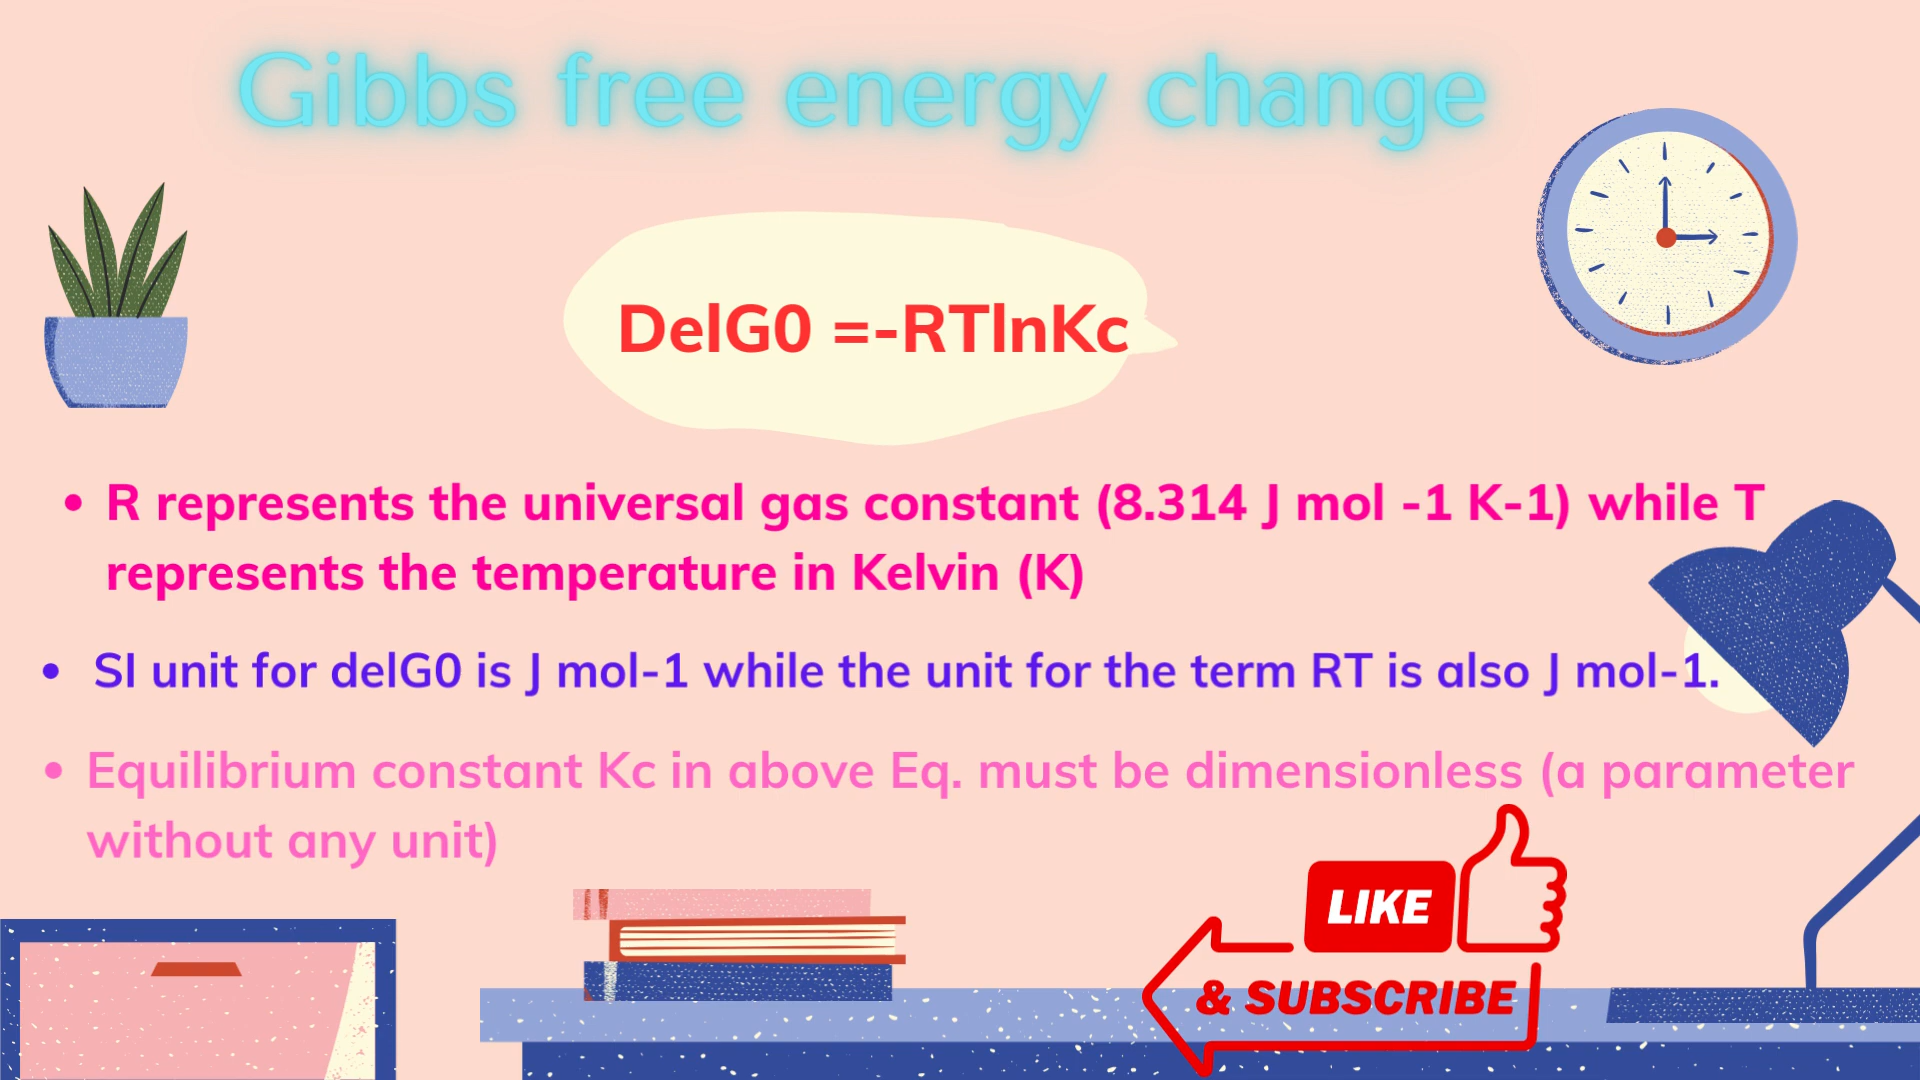 Gibbs free energy change
DelG0 =-RTlnKc
• R represents the universal gas constant (8.314 J mol -1 K-1) while T
represents the temperature in Kelvin (K)
• SI unit for delG0 is J mol-1 while the unit for the term RT is also J mol-1.
• Equilibrium constant Kc in above Eq. must be dimensionless (a parameter
without any unit)
LIKE
& SUBSCRIBE